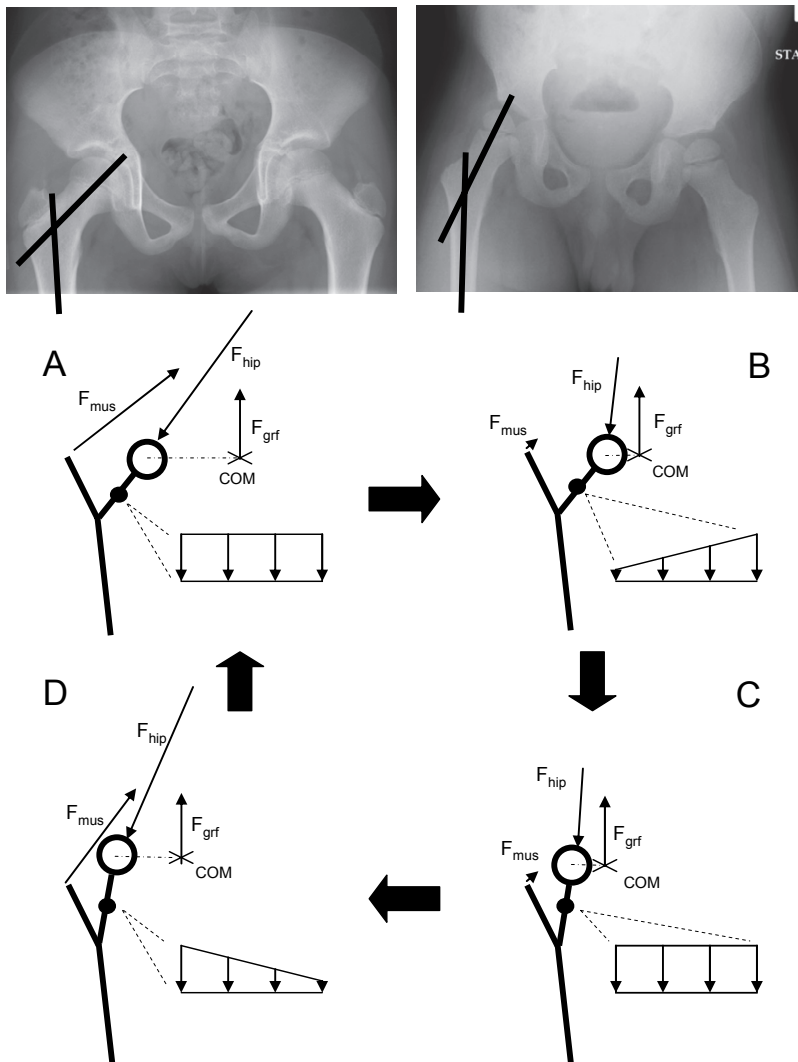 STA
A
F_hip
F_mus
F_grf
COM
B
F_hip
F_mus
F_grf
COM
D
F_hip
F_mus
F_grf
COM
C
F_hip
F_mus
F_grf
COM